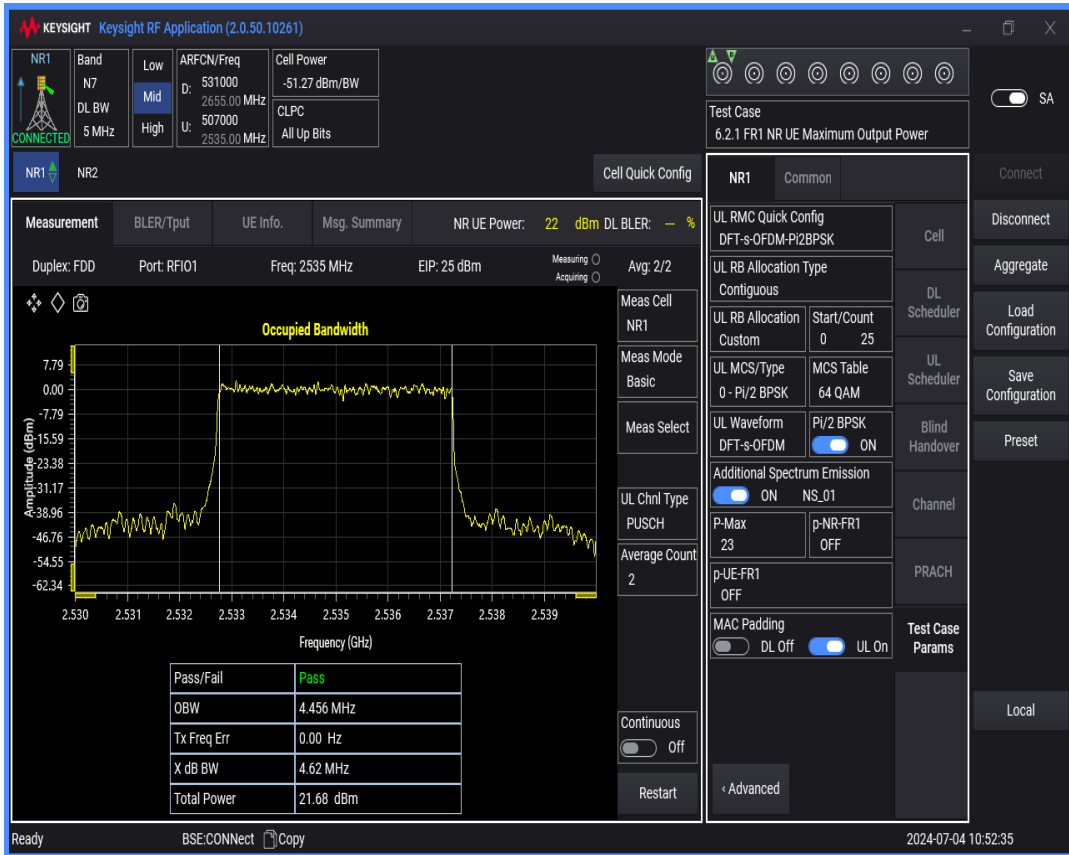 KEYSIGHT Keysight RF Application (2.0.50.10261)
NR1
CONNECTED
Band
N7
DL BW
5 MHz
Low
Mid
High
ARFCN/Freq
D: 531000
2655.00 MHz
U: 507000
2535.00 MHz
Cell Power
-51.27 dBm/BW
CLPC
All Up Bits
Test Case
6.2.1 FR1 NR UE Maximum Output Power
SA
NR1
NR2
Cell Quick Config
Measurement
BLER/Tput
UE Info.
Msg. Summary
NR UE Power: 22 dBm DL BLER: --- %
Duplex: FDD
Port: RFIO1
Freq: 2535 MHz
EIP: 25 dBm
Measuring
Acquiring
Avg: 2/2
Occupied Bandwidth
Amplitude (dBm)
7.79
0.00
-7.79
-15.59
-23.38
-31.17
-38.96
-46.76
-54.55
-62.34
2.530 2.531 2.532 2.533 2.534 2.535 2.536 2.537 2.538 2.539
Frequency (GHz)
Pass/Fail Pass
OBW 4.456 MHz
Tx Freq Err 0.00 Hz
X dB BW 4.62 MHz
Total Power 21.68 dBm
Meas Cell
NR1
Meas Mode
Basic
Meas Select
UL Chnl Type
PUSCH
Average Count
2
Continuous
Off
Restart
NR1
Common
UL RMC Quick Config
DFT-s-OFDM-Pi2BPSK
UL RB Allocation Type
Contiguous
UL RB Allocation
Custom
Start/Count
0 25
UL MCS/Type
0 - Pi/2 BPSK
MCS Table
64 QAM
UL Waveform
DFT-s-OFDM
Pi/2 BPSK
ON
Additional Spectrum Emission
ON NS_01
P-Max
23
p-NR-FR1
OFF
p-UE-FR1
OFF
MAC Padding
DL Off UL On
‹ Advanced
Cell
DL
Scheduler
UL
Scheduler
Blind
Handover
Channel
PRACH
Test Case
Params
Connect
Disconnect
Aggregate
Load
Configuration
Save
Configuration
Preset
Local
Ready
BSE:CONNect
Copy
2024-07-04 10:52:35